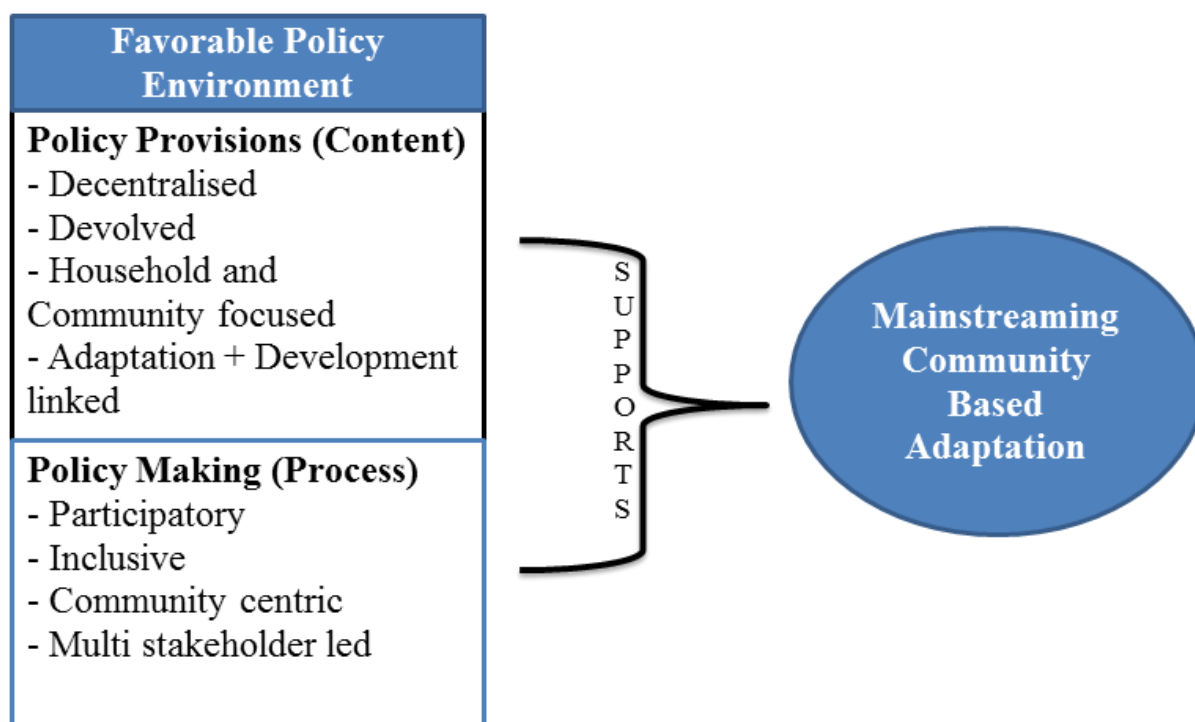 Favorable Policy
Environment
Policy Provisions (Content)
- Decentralised
- Devolved
- Household and
Community focused
- Adaptation + Development
linked
Policy Making (Process)
- Participatory
- Inclusive
- Community centric
- Multi stakeholder led
SUPPORTS
Mainstreaming
Community
Based
Adaptation